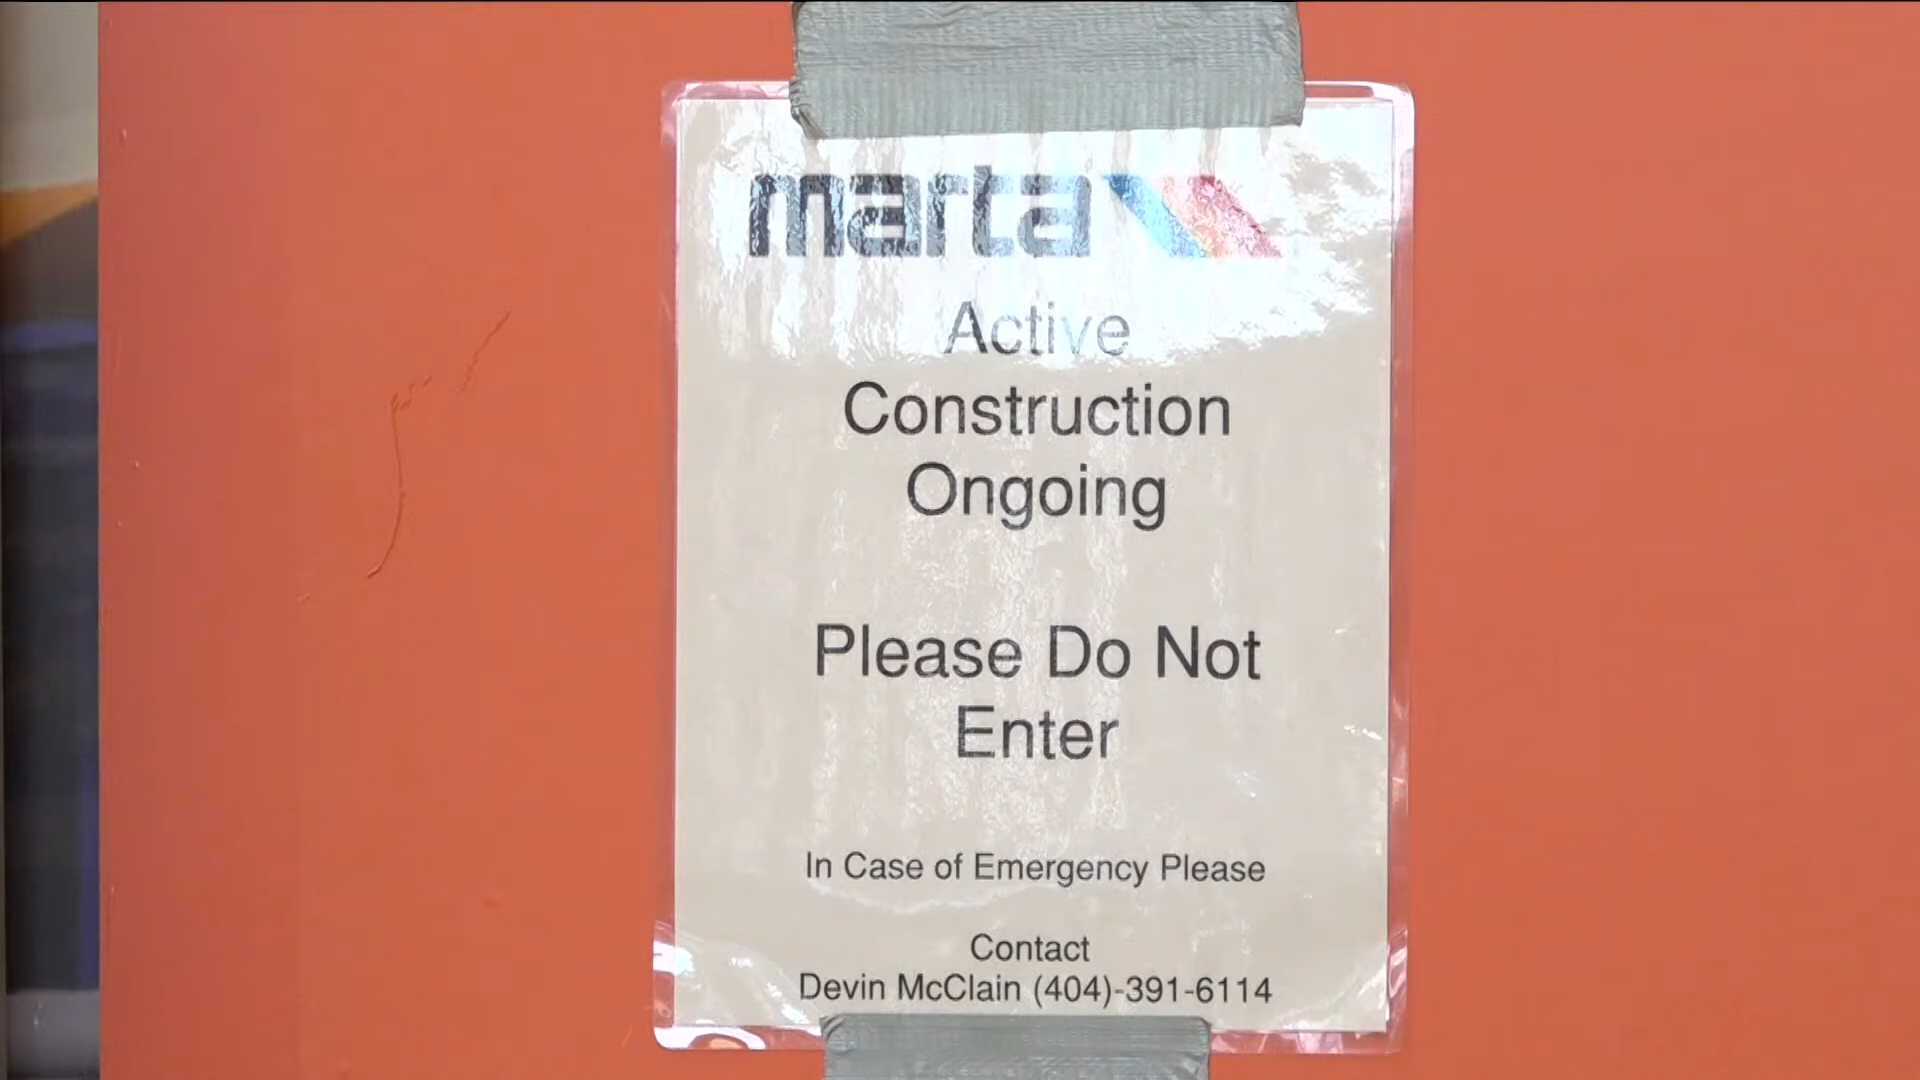 marta
Active
Construction
Ongoing
Please Do Not
Enter
In Case of Emergency Please
Contact
Devin McClain (404)-391-6114